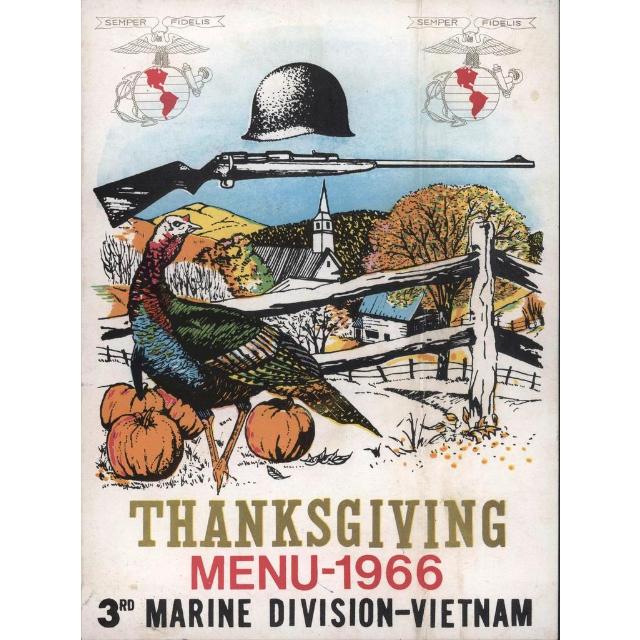 SEMPER FIDELIS
SEMPER FIDELIS
THANKSGIVING
MENU-1966
3RD MARINE DIVISION-VIETNAM